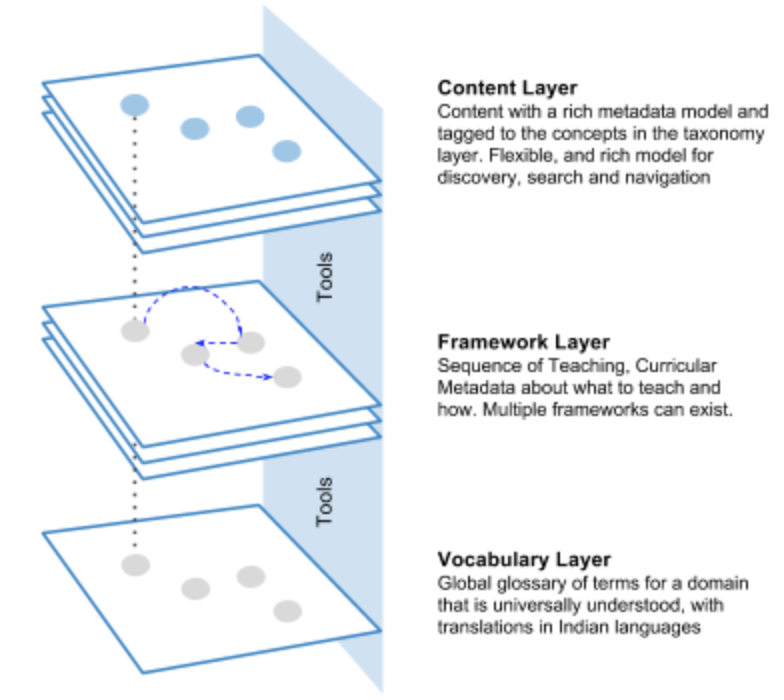 Content Layer
Content with a rich metadata model and
tagged to the concepts in the taxonomy
layer. Flexible, and rich model for
discovery, search and navigation
Tools
Framework Layer
Sequence of Teaching, Curricular
Metadata about what to teach and
how. Multiple frameworks can exist.
Tools
Vocabulary Layer
Global glossary of terms for a domain
that is universally understood, with
translations in Indian languages